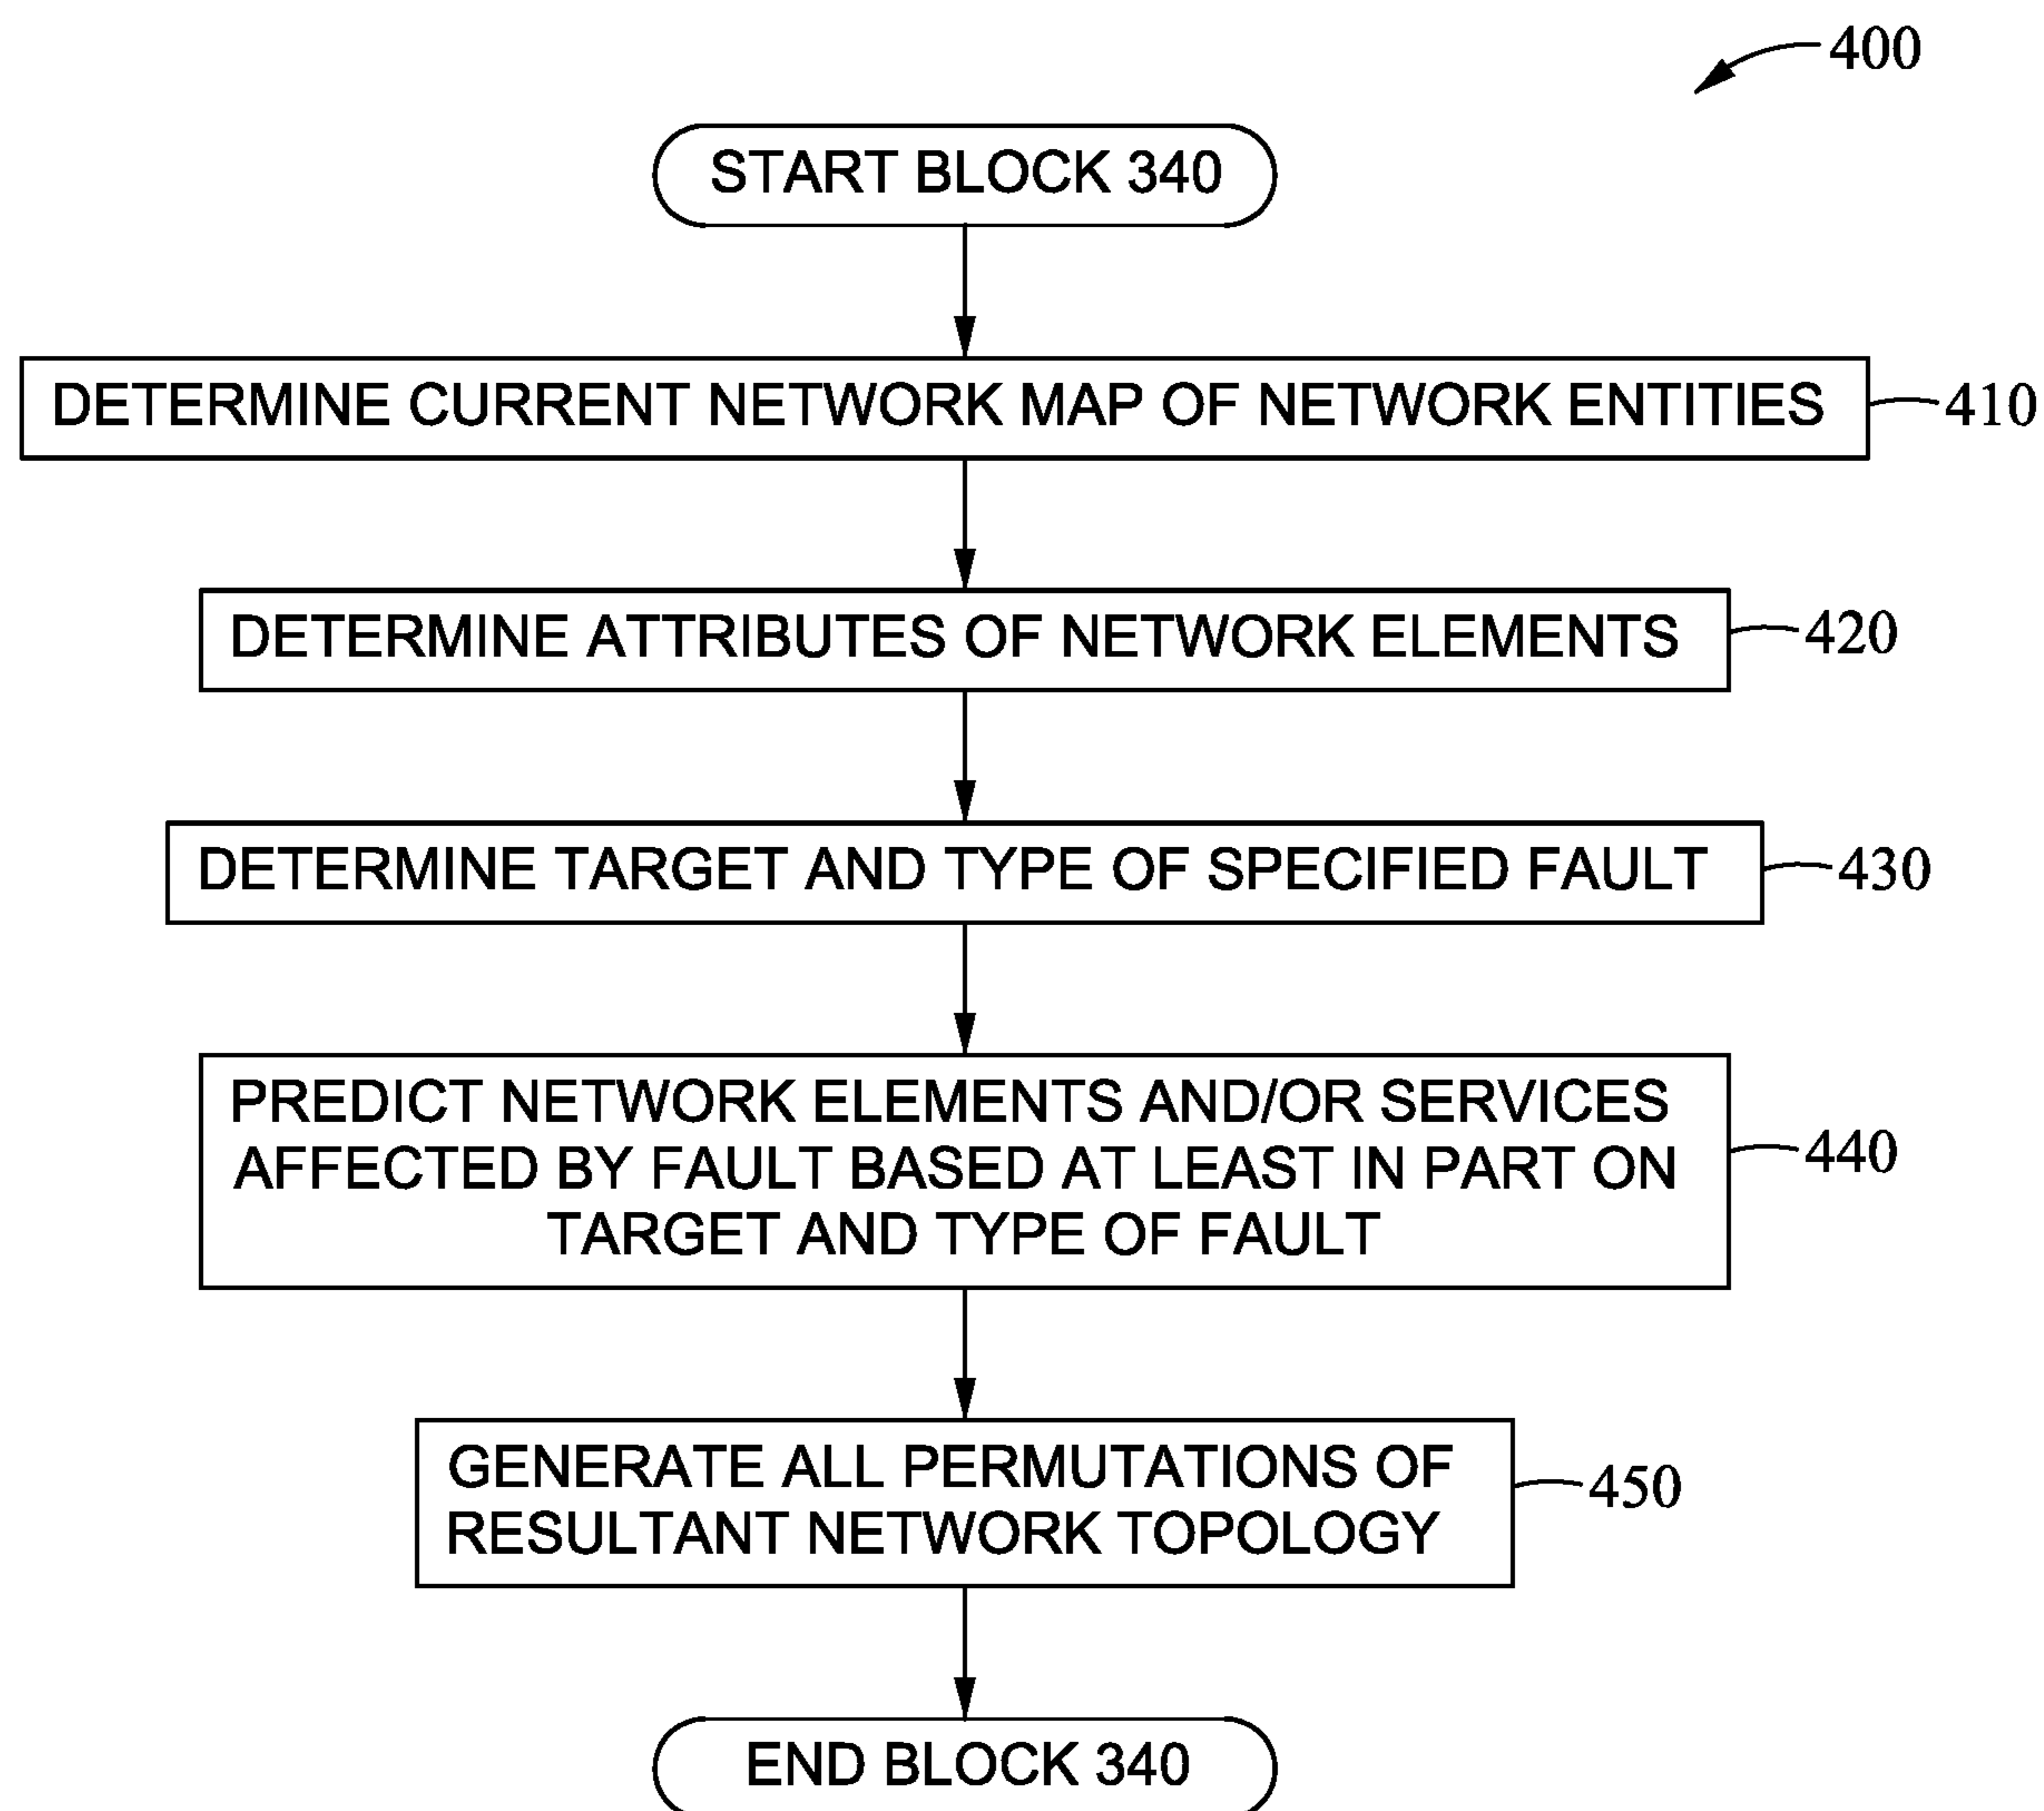 400
START BLOCK 340
DETERMINE CURRENT NETWORK MAP OF NETWORK ENTITIES
410
DETERMINE ATTRIBUTES OF NETWORK ELEMENTS
420
DETERMINE TARGET AND TYPE OF SPECIFIED FAULT
430
PREDICT NETWORK ELEMENTS AND/OR SERVICES
AFFECTED BY FAULT BASED AT LEAST IN PART ON
TARGET AND TYPE OF FAULT
440
GENERATE ALL PERMUTATIONS OF
RESULTANT NETWORK TOPOLOGY
450
END BLOCK 340